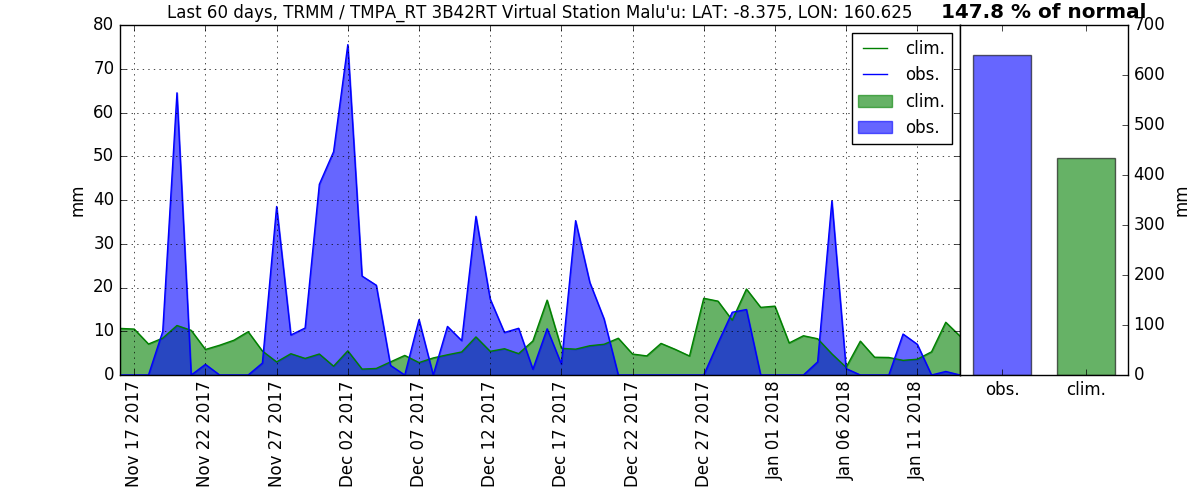 Last 60 days, TRMM / TMPA_RT 3B42RT Virtual Station Malu'u: LAT: -8.375, LON: 160.625
147.8 % of normal
80
70
60
50
40
30
20
10
0
mm
clim.
obs.
clim.
obs.
Nov 17 2017
Nov 22 2017
Nov 27 2017
Dec 02 2017
Dec 07 2017
Dec 12 2017
Dec 17 2017
Dec 22 2017
Dec 27 2017
Jan 01 2018
Jan 06 2018
Jan 11 2018
700
600
500
400
300
200
100
0
mm
obs.
clim.